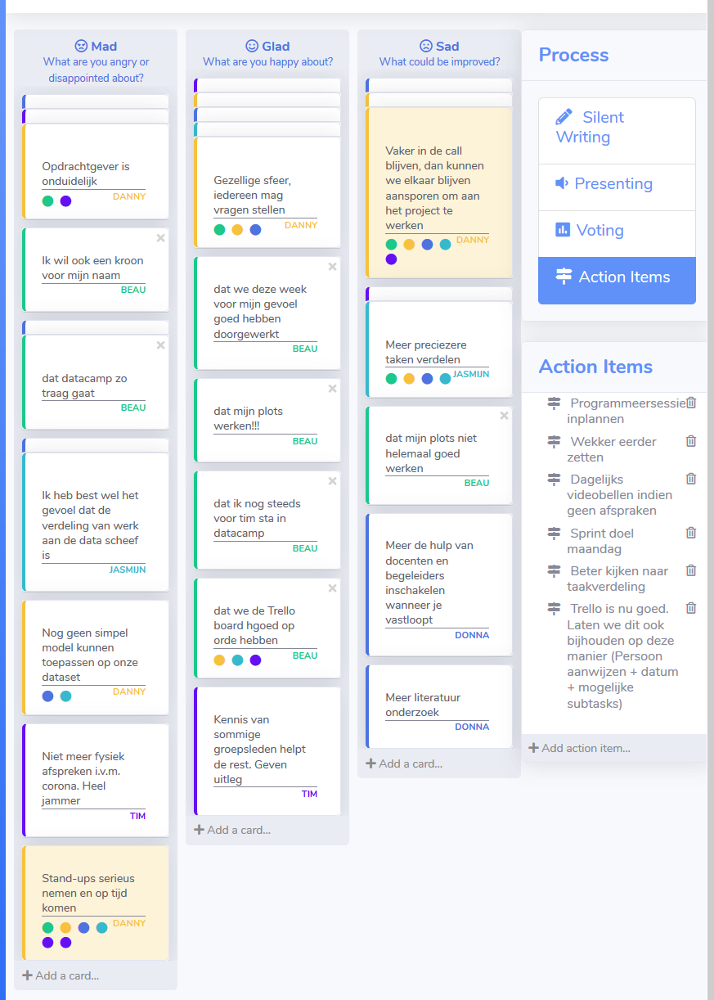 Mad
What are you angry or
disappointed about?
Opdrachtgever is
onduidelijk
DANNY
Ik wil ook een kroon
voor mijn naam
BEAU
dat datacamp zo
traag gaat
BEAU
Ik heb best wel het
gevoel dat de
verdeling van werk
aan de data scheef
is
JASMIJN
Nog geen simpel
model kunnen
toepassen op onze
dataset
DANNY
Niet meer fysiek
afspreken i.v.m.
corona. Heel
jammer
TIM
Stand-ups serieus
nemen en op tijd
komen
DANNY
Add a card...
Glad
What are you happy about?
Gezellige sfeer,
iedereen mag
vragen stellen
DANNY
dat we deze week
voor mijn gevoel
goed hebben
doorgewerkt
BEAU
dat mijn plots
werken!!!
BEAU
dat ik nog steeds
voor tim sta in
datacamp
BEAU
dat we de Trello
board hgoed op
orde hebben
BEAU
Kennis van
sommige
groepsleden helpt
de rest. Geven
uitleg
TIM
Add a card...
Sad
What could be improved?
Vaker in de call
blijven, dan kunnen
we elkaar blijven
aansporen om aan
het project te
werken
DANNY
Meer preciezere
taken verdelen
JASMIJN
dat mijn plots niet
helemaal goed
werken
BEAU
Meer de hulp van
docenten en
begeleiders
inschakelen
wanneer je
vastloopt
DONNA
Meer literatuur
onderzoek
DONNA
Add a card...
Process
Silent
Writing
Presenting
Voting
Action Items
Action Items
Programmeersessie
inplannen
Wekker eerder
zetten
Dagelijks
videobellen indien
geen afspraken
Sprint doel
maandag
Beter kijken naar
taakverdeling
Trello is nu goed.
Laten we dit ook
bijhouden op deze
manier (Persoon
aanwijzen + datum
+ mogelijke
subtasks)
Add action item...